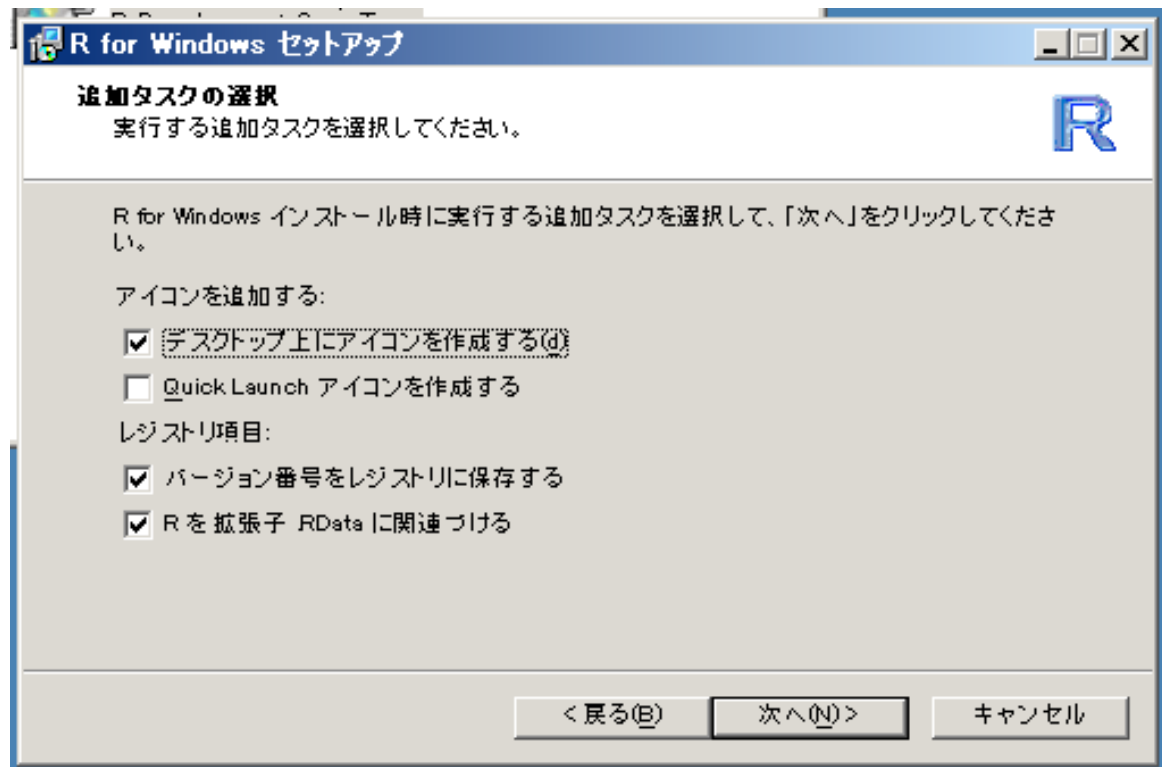 R for Windows セットアップ
追加タスクの選択
実行する追加タスクを選択してください。
R
R for Windows インストール時に実行する追加タスクを選択して、「次へ」をクリックしてくださ
い。
アイコンを追加する:
デスクトップ上にアイコンを作成する(d)
Quick Launch アイコンを作成する
レジストリ項目:
バージョン番号をレジストリに保存する
R を拡張子 RData に関連づける
< 戻る(B)
次へ(N) >
キャンセル